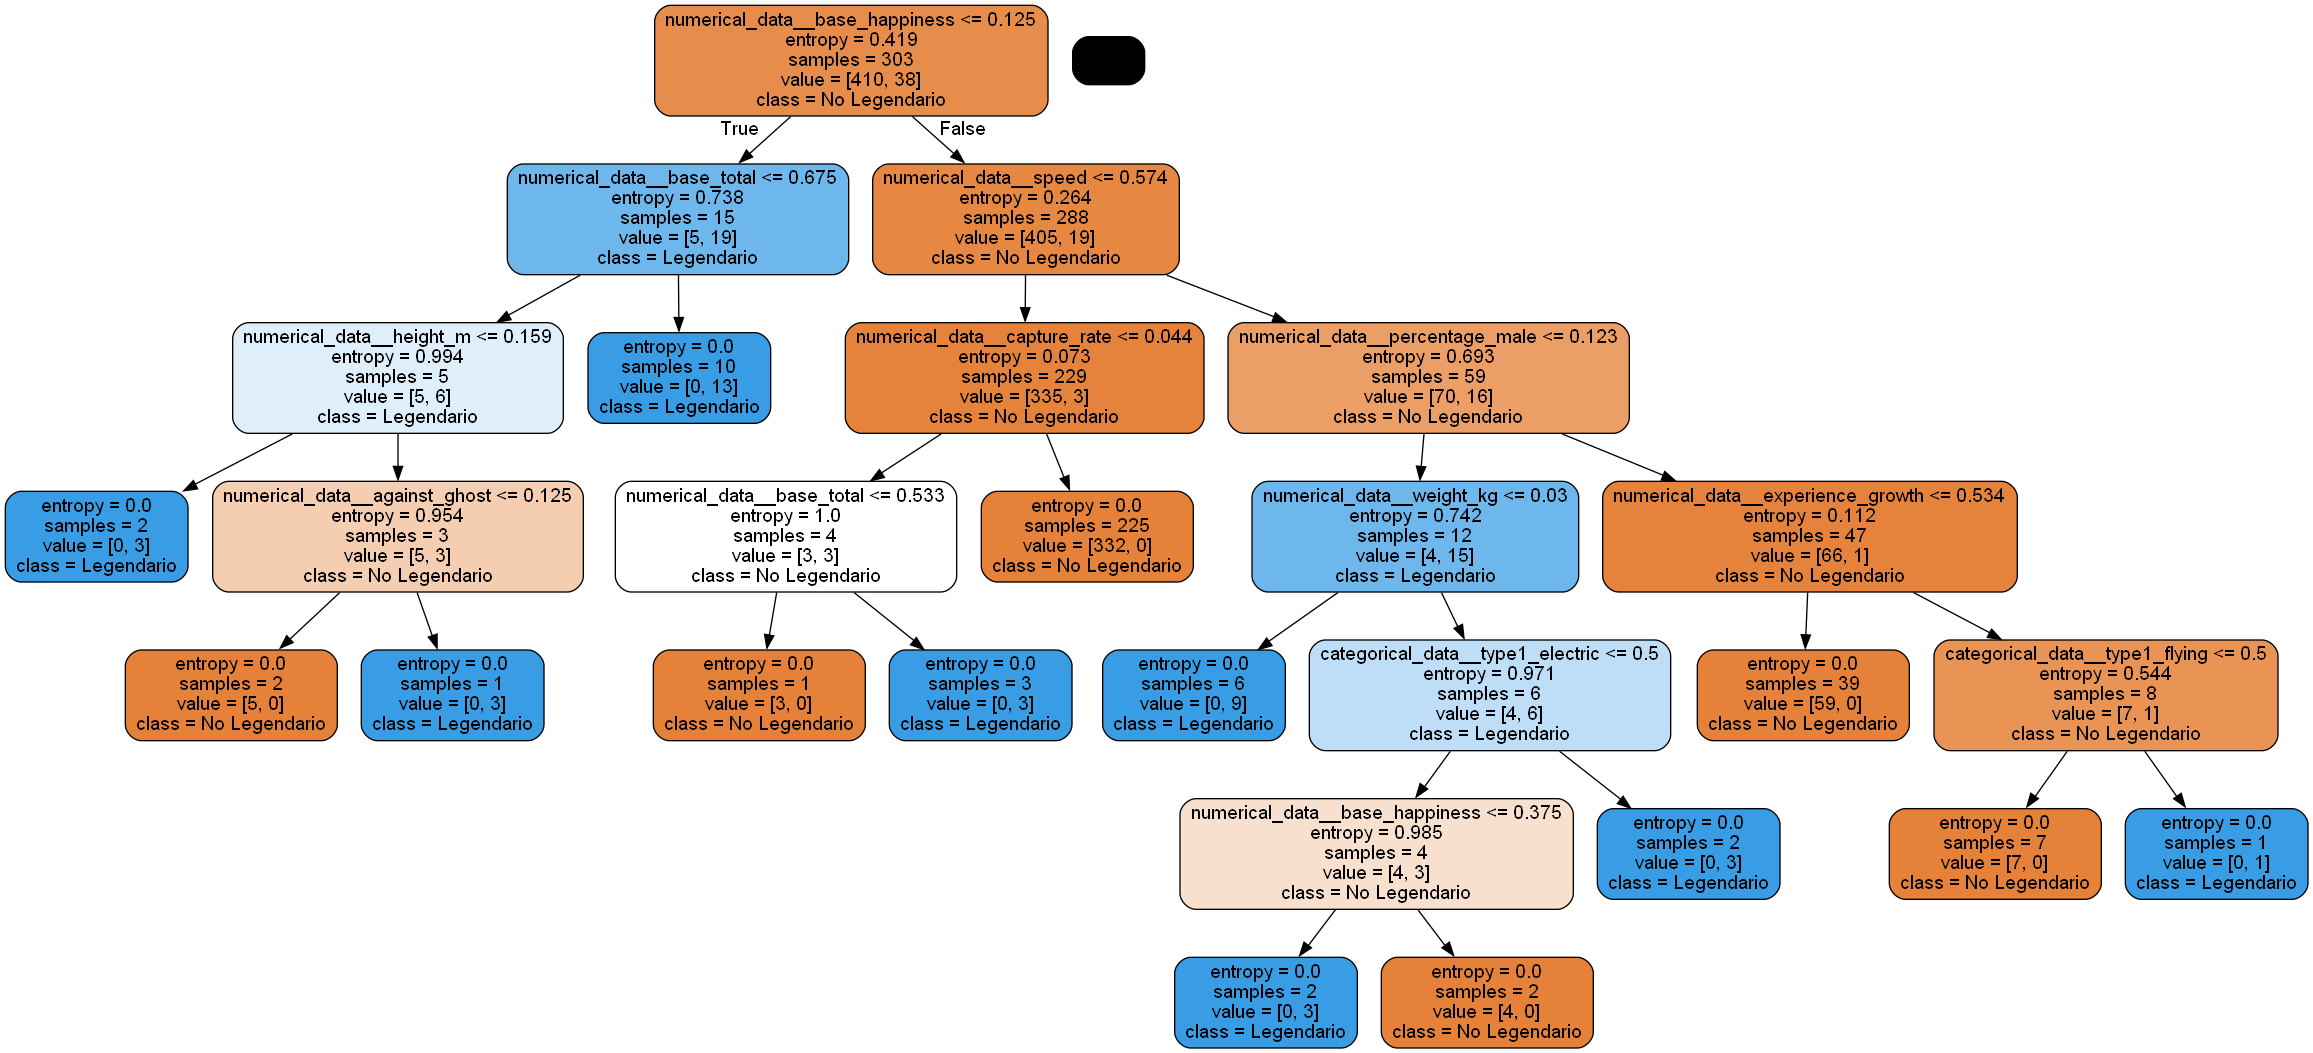 numerical_data__base_happiness <= 0.125
entropy = 0.419
samples = 303
value = [410, 38]
class = No Legendario
True
False
numerical_data__base_total <= 0.675
entropy = 0.738
samples = 15
value = [5, 19]
class = Legendario
numerical_data__speed <= 0.574
entropy = 0.264
samples = 288
value = [405, 19]
class = No Legendario
numerical_data__height_m <= 0.159
entropy = 0.994
samples = 5
value = [5, 6]
class = Legendario
entropy = 0.0
samples = 10
value = [0, 13]
class = Legendario
numerical_data__capture_rate <= 0.044
entropy = 0.073
samples = 229
value = [335, 3]
class = No Legendario
numerical_data__percentage_male <= 0.123
entropy = 0.693
samples = 59
value = [70, 16]
class = No Legendario
entropy = 0.0
samples = 2
value = [0, 3]
class = Legendario
numerical_data__against_ghost <= 0.125
entropy = 0.954
samples = 3
value = [5, 3]
class = No Legendario
numerical_data__base_total <= 0.533
entropy = 1.0
samples = 4
value = [3, 3]
class = No Legendario
entropy = 0.0
samples = 225
value = [332, 0]
class = No Legendario
numerical_data__weight_kg <= 0.03
entropy = 0.742
samples = 12
value = [4, 15]
class = Legendario
numerical_data__experience_growth <= 0.534
entropy = 0.112
samples = 47
value = [66, 1]
class = No Legendario
entropy = 0.0
samples = 2
value = [5, 0]
class = No Legendario
entropy = 0.0
samples = 1
value = [0, 3]
class = Legendario
entropy = 0.0
samples = 1
value = [3, 0]
class = No Legendario
entropy = 0.0
samples = 3
value = [0, 3]
class = Legendario
entropy = 0.0
samples = 6
value = [0, 9]
class = Legendario
categorical_data__type1_electric <= 0.5
entropy = 0.971
samples = 6
value = [4, 6]
class = Legendario
entropy = 0.0
samples = 39
value = [59, 0]
class = No Legendario
categorical_data__type1_flying <= 0.5
entropy = 0.544
samples = 8
value = [7, 1]
class = No Legendario
numerical_data__base_happiness <= 0.375
entropy = 0.985
samples = 4
value = [4, 3]
class = No Legendario
entropy = 0.0
samples = 2
value = [0, 3]
class = Legendario
entropy = 0.0
samples = 7
value = [7, 0]
class = No Legendario
entropy = 0.0
samples = 1
value = [0, 1]
class = Legendario
entropy = 0.0
samples = 2
value = [0, 3]
class = Legendario
entropy = 0.0
samples = 2
value = [4, 0]
class = No Legendario